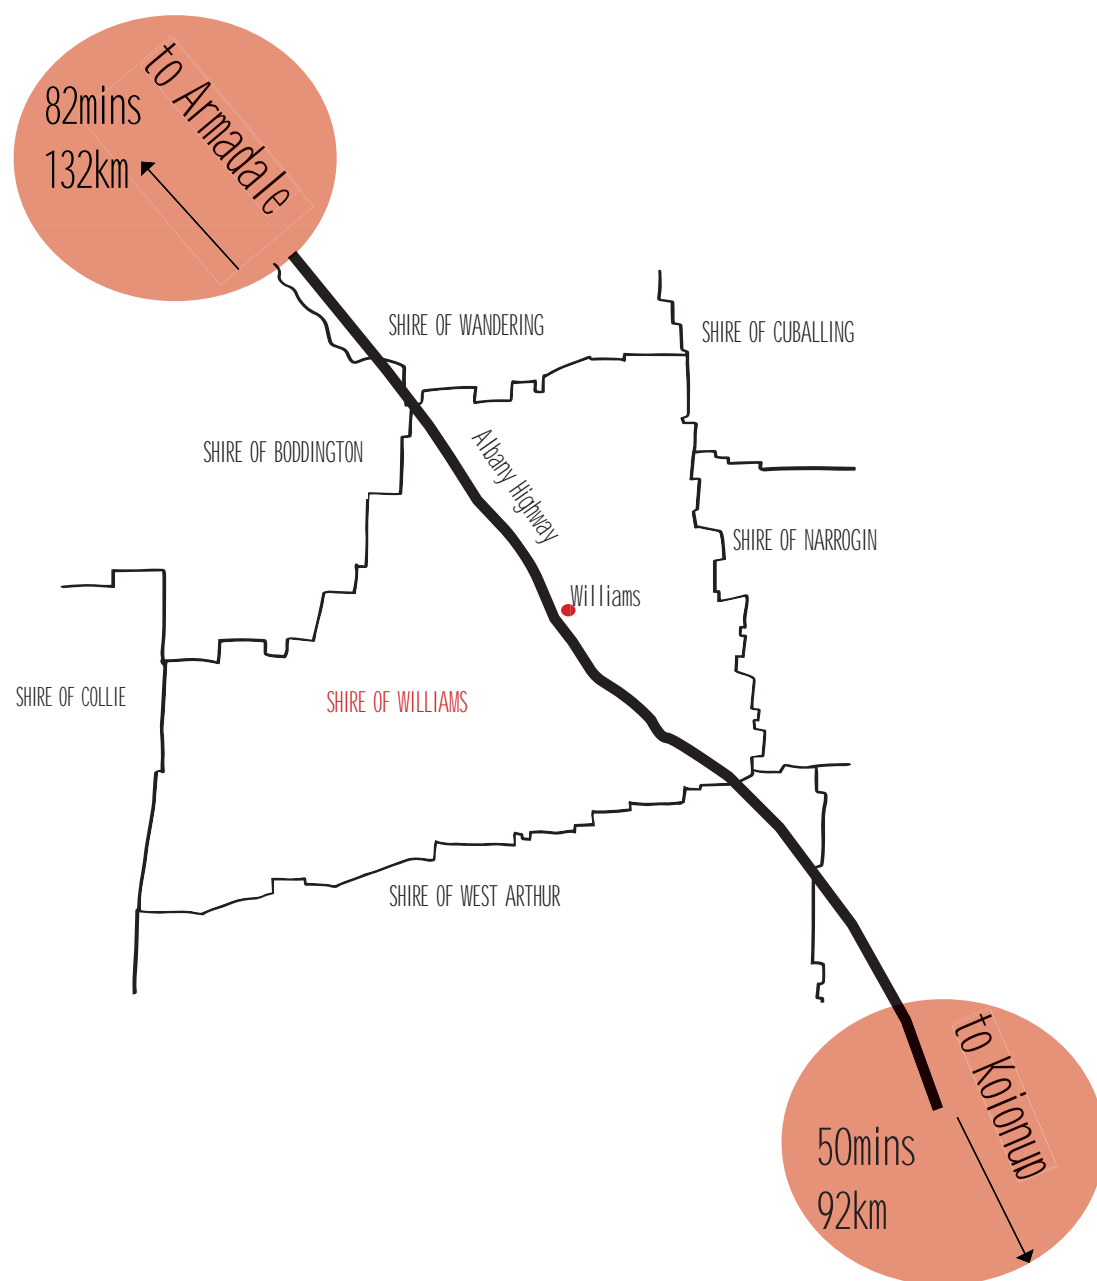 to Armadale
82mins
132km
SHIRE OF WANDERING
SHIRE OF CUBALLING
SHIRE OF BODDINGTON
Albany Highway
SHIRE OF NARROGIN
Williams
SHIRE OF COLLIE
SHIRE OF WILLIAMS
SHIRE OF WEST ARTHUR
to Kojonup
50mins
92km